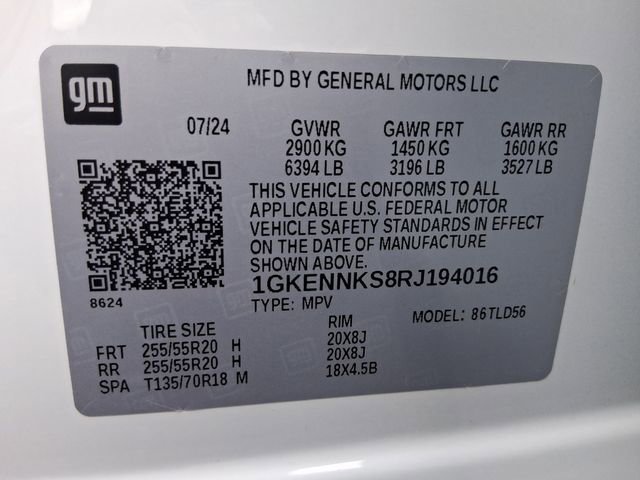 gm
MFD BY GENERAL MOTORS LLC
07/24 GVWR GAWR FRT GAWR RR
2900 KG 1450 KG 1600 KG
6394 LB 3196 LB 3527 LB
THIS VEHICLE CONFORMS TO ALL
APPLICABLE U.S. FEDERAL MOTOR
VEHICLE SAFETY STANDARDS IN EFFECT
ON THE DATE OF MANUFACTURE
SHOWN ABOVE.
1GKENNKS8RJ194016
8624
TYPE: MPV MODEL: 86TLD56
TIRE SIZE RIM
FRT 255/55R20 H 20X8J
RR 255/55R20 H 20X8J
SPA T135/70R18 M 18X4.5B